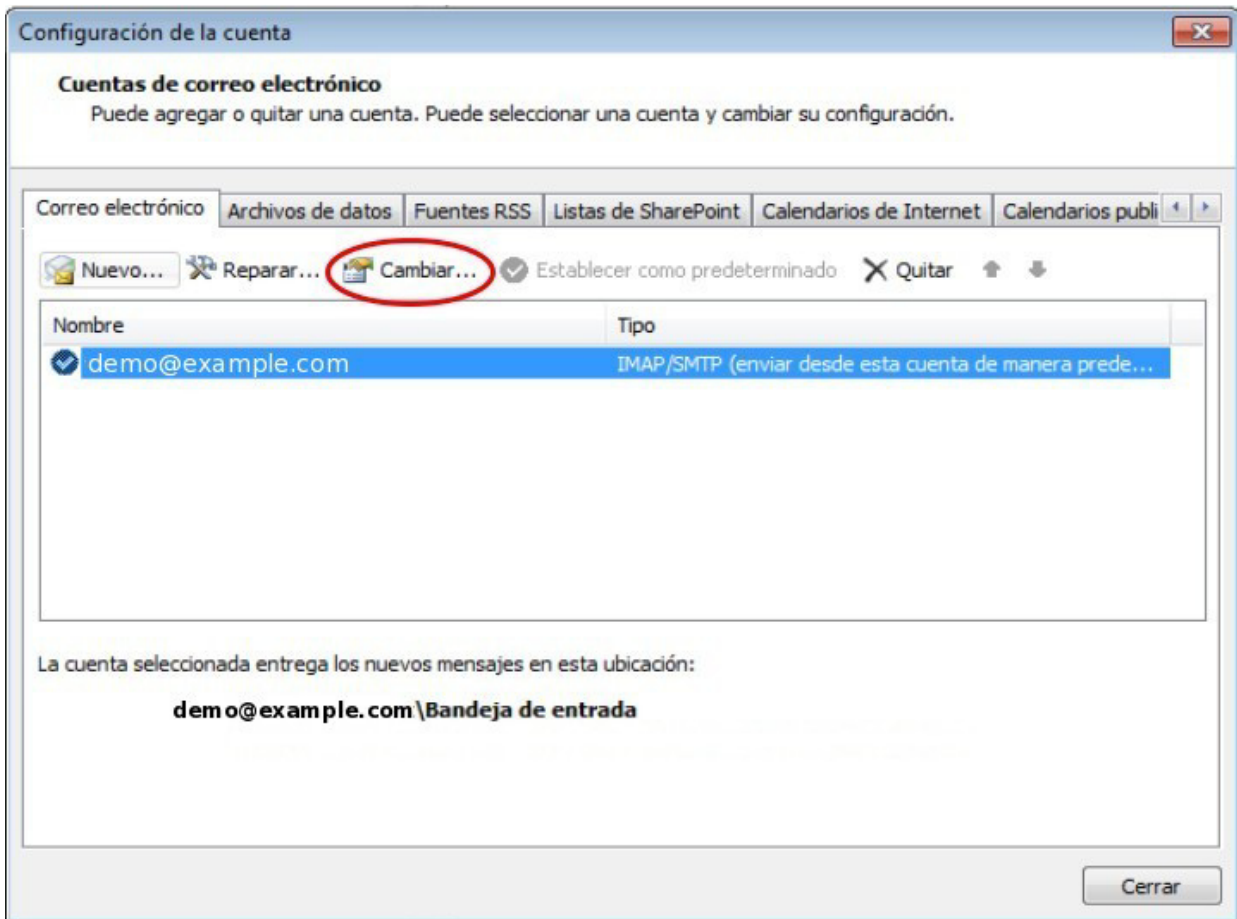 Configuración de la cuenta
Cuentas de correo electrónico
Puede agregar o quitar una cuenta. Puede seleccionar una cuenta y cambiar su configuración.
Correo electrónico Archivos de datos Fuentes RSS Listas de SharePoint Calendarios de Internet Calendarios publi
Nuevo... Reparar... Cambiar... Establecer como predeterminado Quitar
Nombre Tipo
demo@example.com IMAP/SMTP (enviar desde esta cuenta de manera prede...
La cuenta seleccionada entrega los nuevos mensajes en esta ubicación:
demo@example.com\Bandeja de entrada
Cerrar